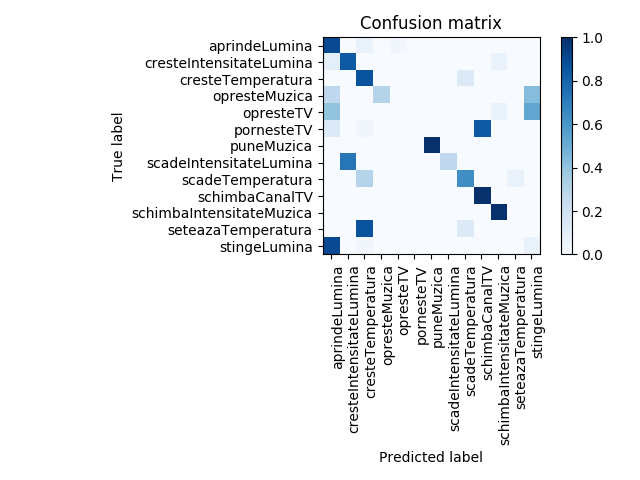 Confusion matrix
True label
aprindeLumina
cresteIntensitateLumina
cresteTemperatura
opresteMuzica
opresteTV
pornesteTV
puneMuzica
scadeIntensitateLumina
scadeTemperatura
schimbaCanalTV
schimbaIntensitateMuzica
seteazaTemperatura
stingeLumina
aprindeLumina
cresteIntensitateLumina
cresteTemperatura
opresteMuzica
opresteTV
pornesteTV
puneMuzica
scadeIntensitateLumina
scadeTemperatura
schimbaCanalTV
schimbaIntensitateMuzica
seteazaTemperatura
stingeLumina
Predicted label
1.0
0.8
0.6
0.4
0.2
0.0